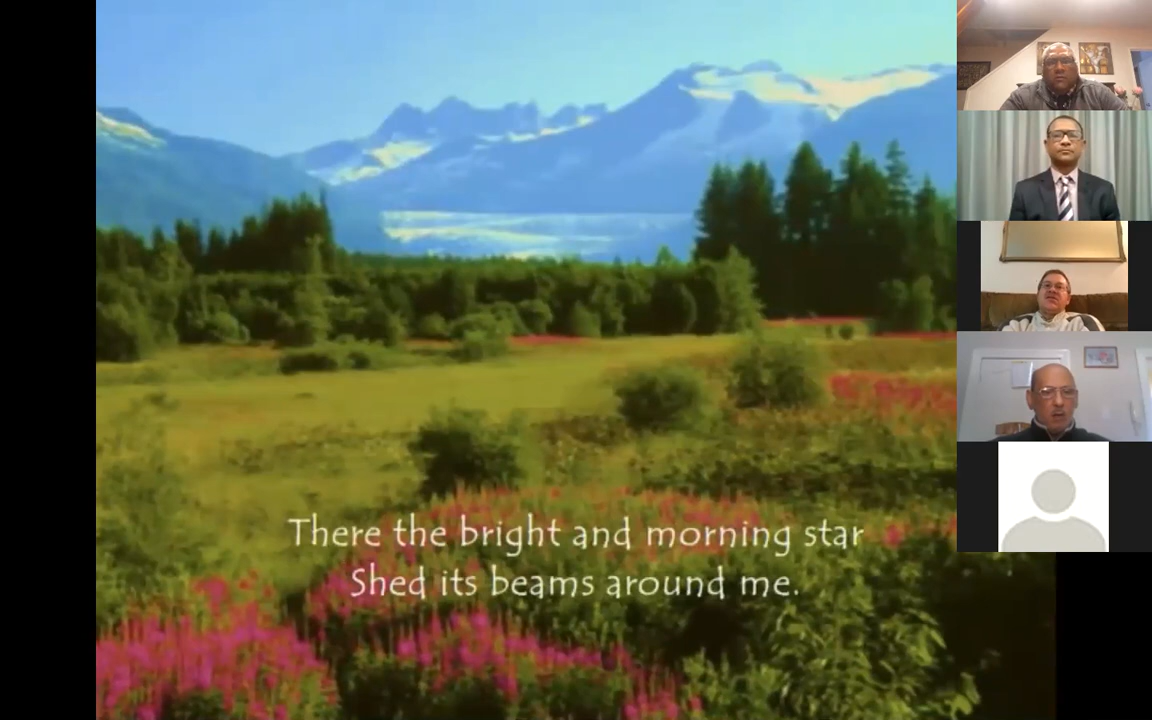 There the bright and morning star
Shed its beams around me.